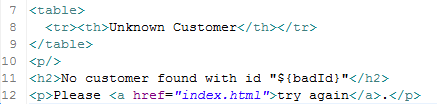 7 <table>
8   <tr><th>Unknown Customer</th></tr>
9 </table>
10 <p/>
11 <h2>No customer found with id "${badId}"</h2>
12 <p>Please <a href="index.html">try again</a>.</p>